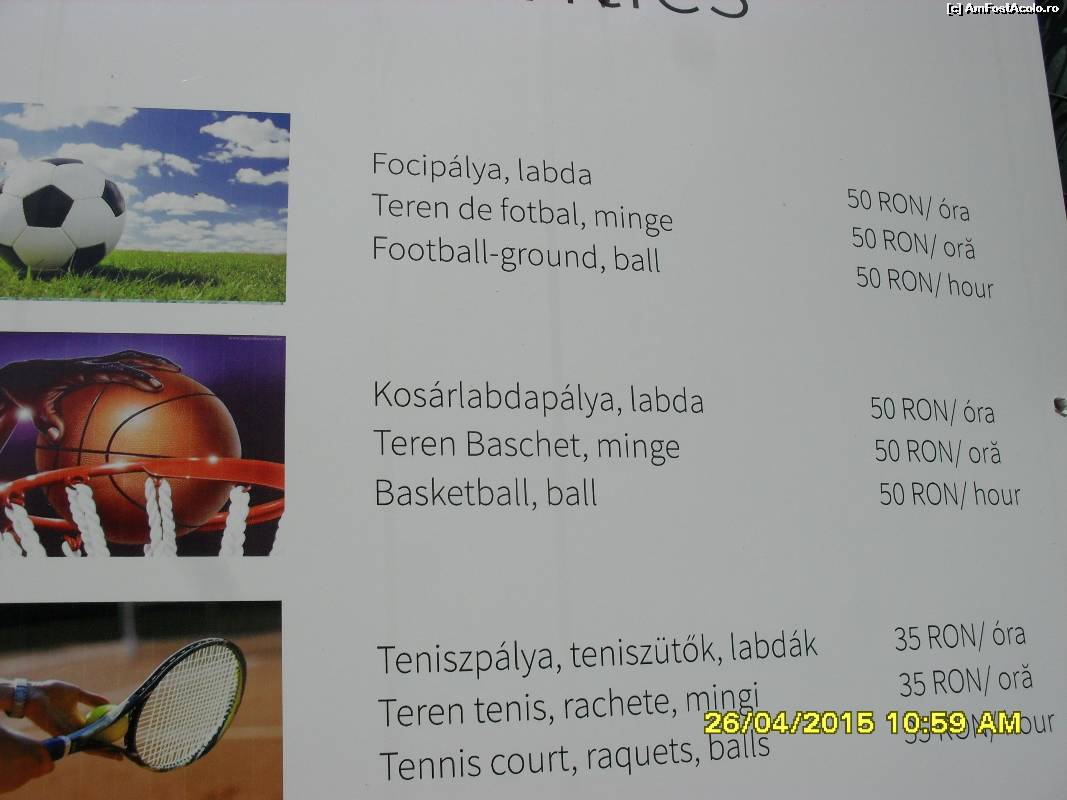 [c] AmFostAcolo.ro
Focipálya, labda
Teren de fotbal, minge
Football-ground, ball
50 RON/ óra
50 RON/ oră
50 RON/ hour
Kosárlabdapálya, labda
Teren Baschet, minge
Basketball, ball
50 RON/ óra
50 RON/ oră
50 RON/ hour
Teniszpálya, teniszütők, labdák
Teren tenis, rachete, mingi
Tennis court, raquets, balls
35 RON/ óra
35 RON/ oră
35 RON/ hour
26/04/2015 10:59 AM